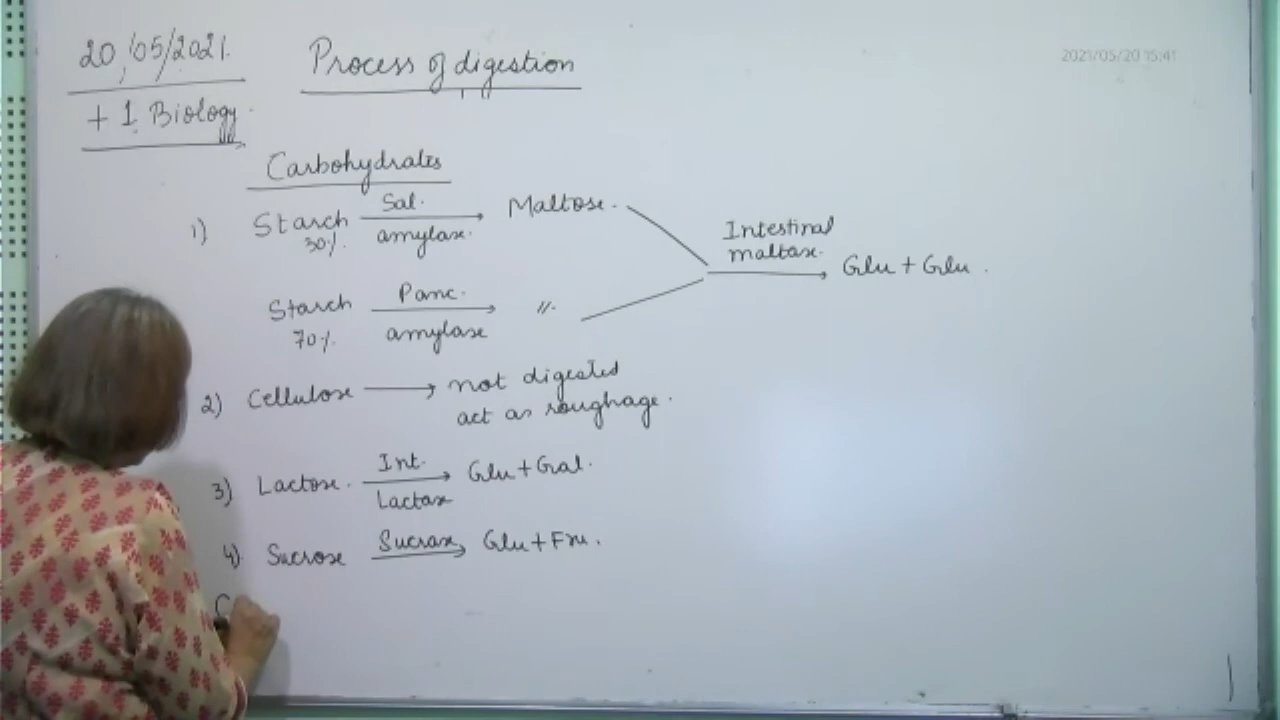 20/05/2021.
Process of digestion
2021/05/20 15:41
+ 1 Biology
Carbohydrates
1) Starch 30% Sal. amylase. Maltose.
Intestinal maltase. Glu + Glu.
Starch 70% Panc. amylase 〃
2) Cellulose → not digested
act as roughage.
3) Lactose. Int. Lactase Glu + Gal.
4) Sucrose Sucrase Glu + Fru.